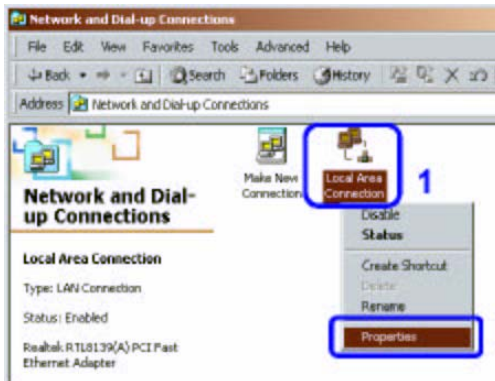 Network and Dial-up Connections
File Edit View Favorites Tools Advanced Help
Back Search Folders History
Address Network and Dial-up Connections
Make New Connection
Local Area Connection
1
Network and Dial-
up Connections
Disable
Status
Create Shortcut
Delete
Rename
Properties
Local Area Connection
Type: LAN Connection
Status: Enabled
Realtek RTL8139(A) PCI Fast
Ethernet Adapter